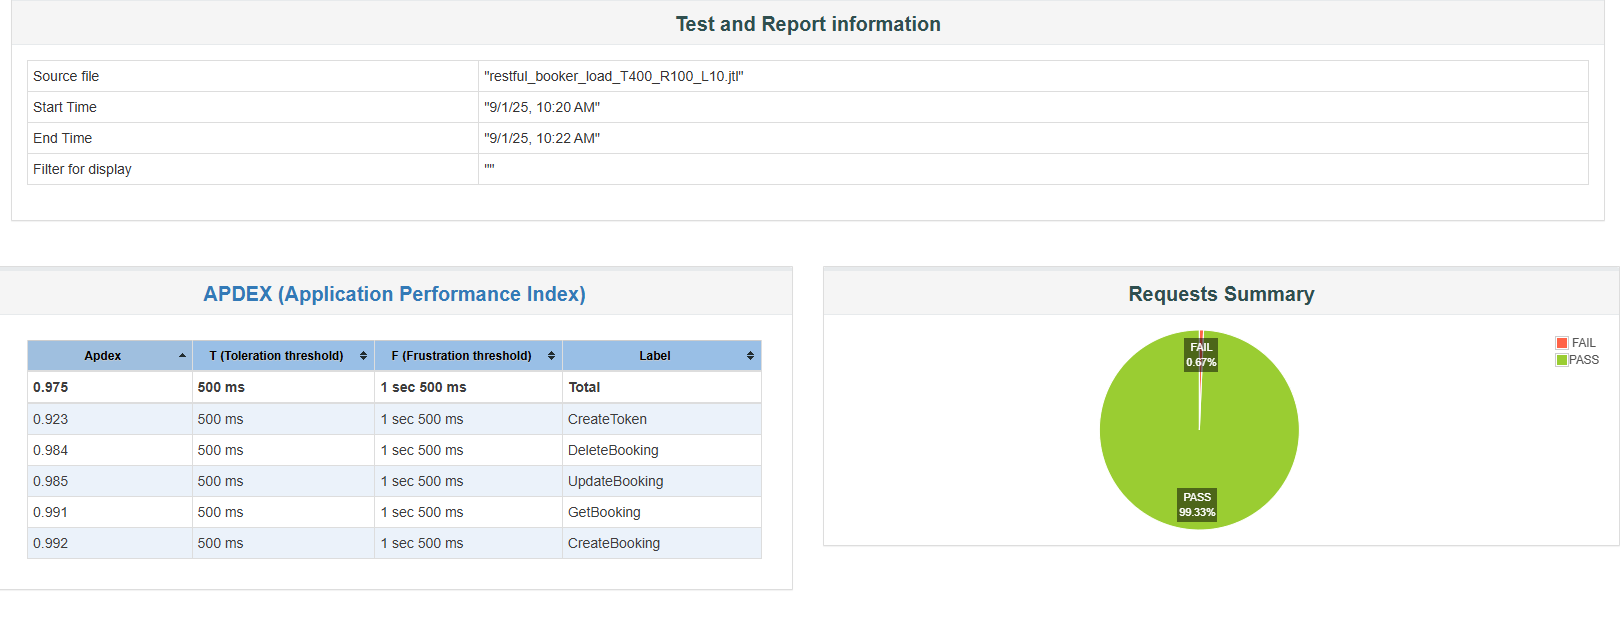 Test and Report information
Source file "restful_booker_load_T400_R100_L10.jtl"
Start Time "9/1/25, 10:20 AM"
End Time "9/1/25, 10:22 AM"
Filter for display ""
APDEX (Application Performance Index)
Apdex T (Toleration threshold) F (Frustration threshold) Label
0.975 500 ms 1 sec 500 ms Total
0.923 500 ms 1 sec 500 ms CreateToken
0.984 500 ms 1 sec 500 ms DeleteBooking
0.985 500 ms 1 sec 500 ms UpdateBooking
0.991 500 ms 1 sec 500 ms GetBooking
0.992 500 ms 1 sec 500 ms CreateBooking
Requests Summary
FAIL
0.67%
PASS
99.33%
FAIL
PASS